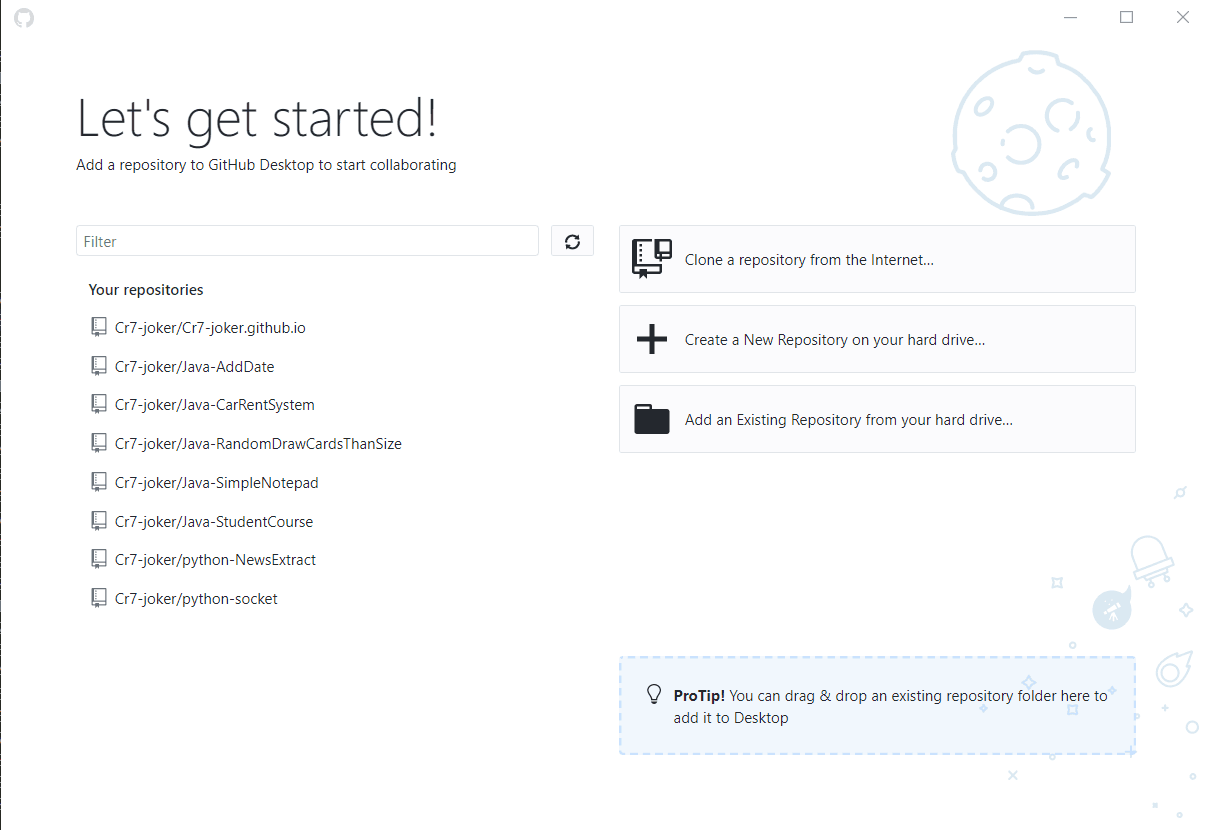 Let's get started!
Add a repository to GitHub Desktop to start collaborating
Filter
Your repositories
Cr7-joker/Cr7-joker.github.io
Cr7-joker/Java-AddDate
Cr7-joker/Java-CarRentSystem
Cr7-joker/Java-RandomDrawCardsThanSize
Cr7-joker/Java-SimpleNotepad
Cr7-joker/Java-StudentCourse
Cr7-joker/python-NewsExtract
Cr7-joker/python-socket
Clone a repository from the Internet...
Create a New Repository on your hard drive...
Add an Existing Repository from your hard drive...
ProTip! You can drag & drop an existing repository folder here to
add it to Desktop